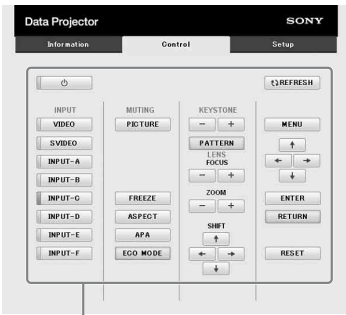 Data Projector SONY
Information Control Setup
REFRESH
INPUT MUTING KEYSTONE
VIDEO PICTURE - + MENU
SVIDEO PATTERN
LENS
INPUT-A FOCUS
INPUT-B - +
INPUT-C FREEZE ZOOM ENTER
INPUT-D ASPECT - + RETURN
INPUT-E APA SHIFT
INPUT-F ECO MODE RESET